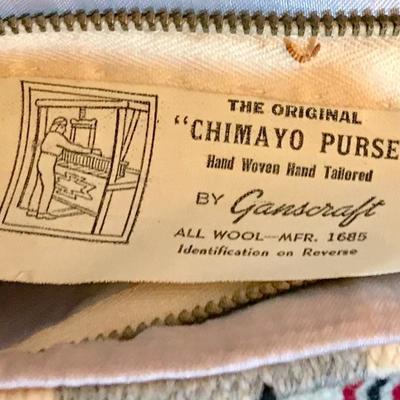 THE ORIGINAL
"CHIMAYO PURSE
Hand Woven Hand Tailored
BY Ganscraft
ALL WOOL—MFR. 1685
Identification on Reverse